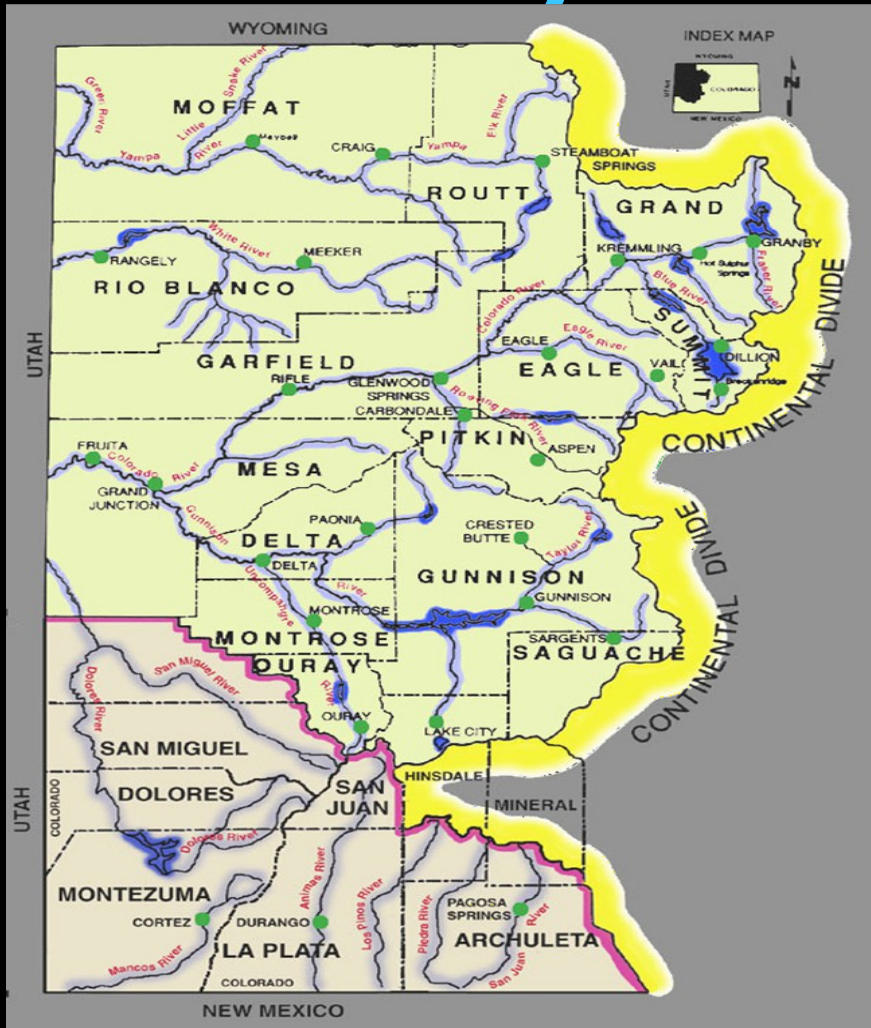 WYOMING
INDEX MAP
WYOMING
UTAH
COLORADO
NEW MEXICO
N
Green River
Little Snake River
MOFFAT
Elk River
Maybell
CRAIG
Yampa
STEAMBOAT
SPRINGS
Yampa River
ROUTT
GRAND
White River
KREMMLING
GRANBY
RANGELY
MEEKER
Hot Sulphur
Springs
Fraser River
RIO BLANCO
Blue River
Colorado River
SUMMIT
UTAH
EAGLE
Eagle River
DILLION
GARFIELD
EAGLE
VAIL
RIFLE
GLENWOOD
SPRINGS
Roaring Fork River
Breckenridge
CARBONDALE
CONTINENTAL DIVIDE
FRUITA
PITKIN
ASPEN
Colorado River
MESA
GRAND
JUNCTION
Gunnison River
PAONIA
CRESTED
BUTTE
Taylor River
CONTINENTAL DIVIDE
DELTA
DELTA
GUNNISON
Uncompahgre River
MONTROSE
GUNNISON
MONTROSE
SARGENTS
SAGUACHE
OURAY
San Miguel River
Dolores River
OURAY
LAKE CITY
SAN MIGUEL
HINSDALE
SAN
JUAN
MINERAL
DOLORES
UTAH
COLORADO
Dolores River
MONTEZUMA
Animas River
Los Pinos River
Piedra River
PAGOSA
SPRINGS
CORTEZ
DURANGO
ARCHULETA
LA PLATA
Mancos River
San Juan River
COLORADO
NEW MEXICO